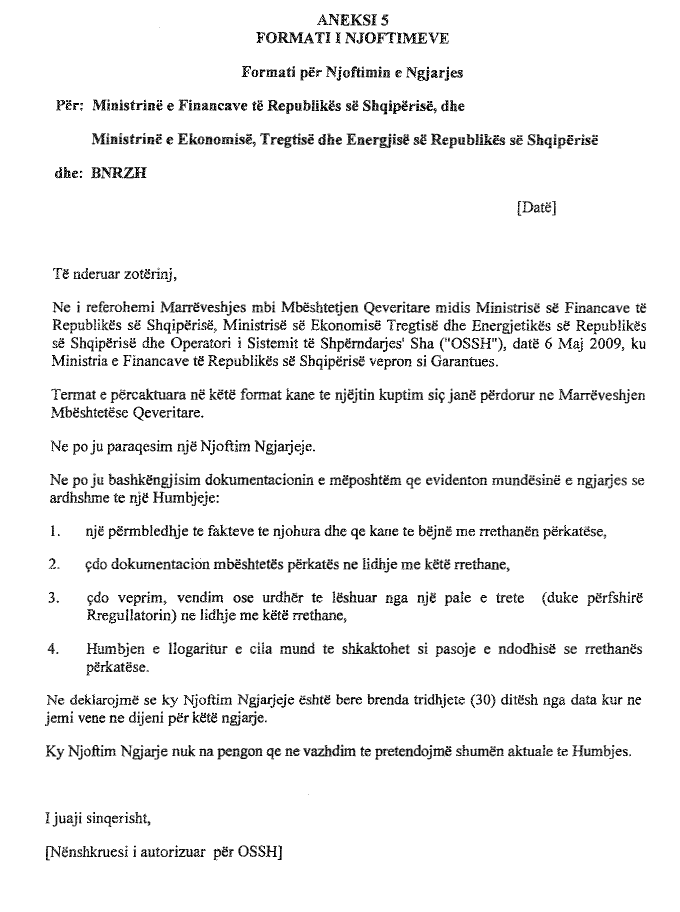 ANEKSI 5
FORMATI I NJOFTIMEVE
Formati për Njoftimin e Ngjarjes
Për: Ministrinë e Financave të Republikës së Shqipërisë, dhe
Ministrinë e Ekonomisë, Tregtisë dhe Energjisë së Republikës së Shqipërisë
dhe: BNRZH
[Datë]
Të nderuar zotërinj,
Ne i referohemi Marrëveshjes mbi Mbështetjen Qeveritare midis Ministrisë së Financave të
Republikës së Shqipërisë, Ministrisë së Ekonomisë Tregtisë dhe Energjetikës së Republikës
së Shqipërisë dhe Operatori i Sistemit të Shpërndarjes' Sha ("OSSH"), datë 6 Maj 2009, ku
Ministria e Financave të Republikës së Shqipërisë vepron si Garantues.
Termat e përcaktuara në këtë format kane te njëjtin kuptim siç janë përdorur ne Marrëveshjen
Mbështetëse Qeveritare.
Ne po ju paraqesim një Njoftim Ngjarjeje.
Ne po ju bashkëngjisim dokumentacionin e mëposhtëm qe evidenton mundësinë e ngjarjes se
ardhshme te një Humbjeje:
1. një përmbledhje te fakteve te njohura dhe qe kane te bëjnë me rrethanën përkatëse,
2. çdo dokumentacion mbështetës përkatës ne lidhje me këtë rrethane,
3. çdo veprim, vendim ose urdhër te lëshuar nga një pale e trete (duke përfshirë
Rregullatorin) ne lidhje me këtë rrethane,
4. Humbjen e llogaritur e cila mund te shkaktohet si pasoje e ndodhisë se rrethanës
përkatëse.
Ne deklarojmë se ky Njoftim Ngjarjeje është bere brenda tridhjete (30) ditësh nga data kur ne
jemi vene ne dijeni për këtë ngjarje.
Ky Njoftim Ngjarje nuk na pengon qe ne vazhdim te pretendojmë shumën aktuale te Humbjes.
I juaji sinqerisht,
[Nënshkruesi i autorizuar për OSSH]